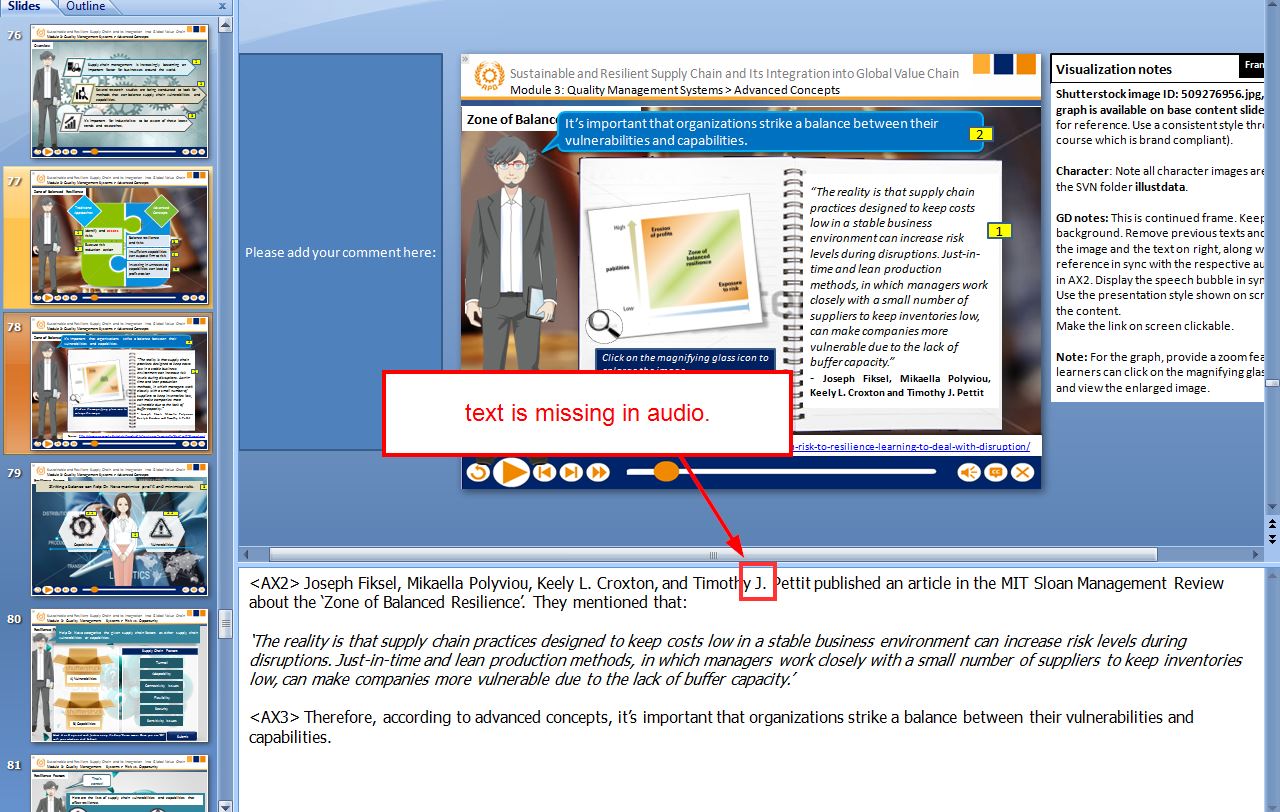 Slides
Outline
x
76
77
78
79
80
81
Please add your comment here:
Sustainable and Resilient Supply Chain and Its Integration into Global Value Chain
Module 3: Quality Management Systems > Advanced Concepts
Zone of Balance
It's important that organizations strike a balance between their
vulnerabilities and capabilities.
2
High
Erosion
of profits
Zone of
balanced
resilience
pabilities
Exposure
to risk
Low
Click on the magnifying glass icon to
“The reality is that supply chain
practices designed to keep costs
low in a stable business
environment can increase risk
levels during disruptions. Just-in-
time and lean production
methods, in which managers work
closely with a small number of
suppliers to keep inventories low,
can make companies more
vulnerable due to the lack of
buffer capacity.”
- Joseph Fiksel, Mikaella Polyviou,
Keely L. Croxton and Timothy J. Pettit
1
-risk-to-resilience-learning-to-deal-with-disruption/
text is missing in audio.
Visualization notes
Fran
Shutterstock image ID: 509276956.jpg,
graph is available on base content slide
for reference. Use a consistent style thr
course which is brand compliant).
Character: Note all character images are
the SVN folder illustdata.
GD notes: This is continued frame. Keep
background. Remove previous texts and
the image and the text on right, along w
reference in sync with the respective au
in AX2. Display the speech bubble in syn
Use the presentation style shown on scr
the content.
Make the link on screen clickable.
Note: For the graph, provide a zoom fea
learners can click on the magnifying glas
and view the enlarged image.
<AX2> Joseph Fiksel, Mikaella Polyviou, Keely L. Croxton, and Timothy J. Pettit published an article in the MIT Sloan Management Review
about the ‘Zone of Balanced Resilience’. They mentioned that:
‘The reality is that supply chain practices designed to keep costs low in a stable business environment can increase risk levels during
disruptions. Just-in-time and lean production methods, in which managers work closely with a small number of suppliers to keep inventories
low, can make companies more vulnerable due to the lack of buffer capacity.’
<AX3> Therefore, according to advanced concepts, it’s important that organizations strike a balance between their vulnerabilities and
capabilities.